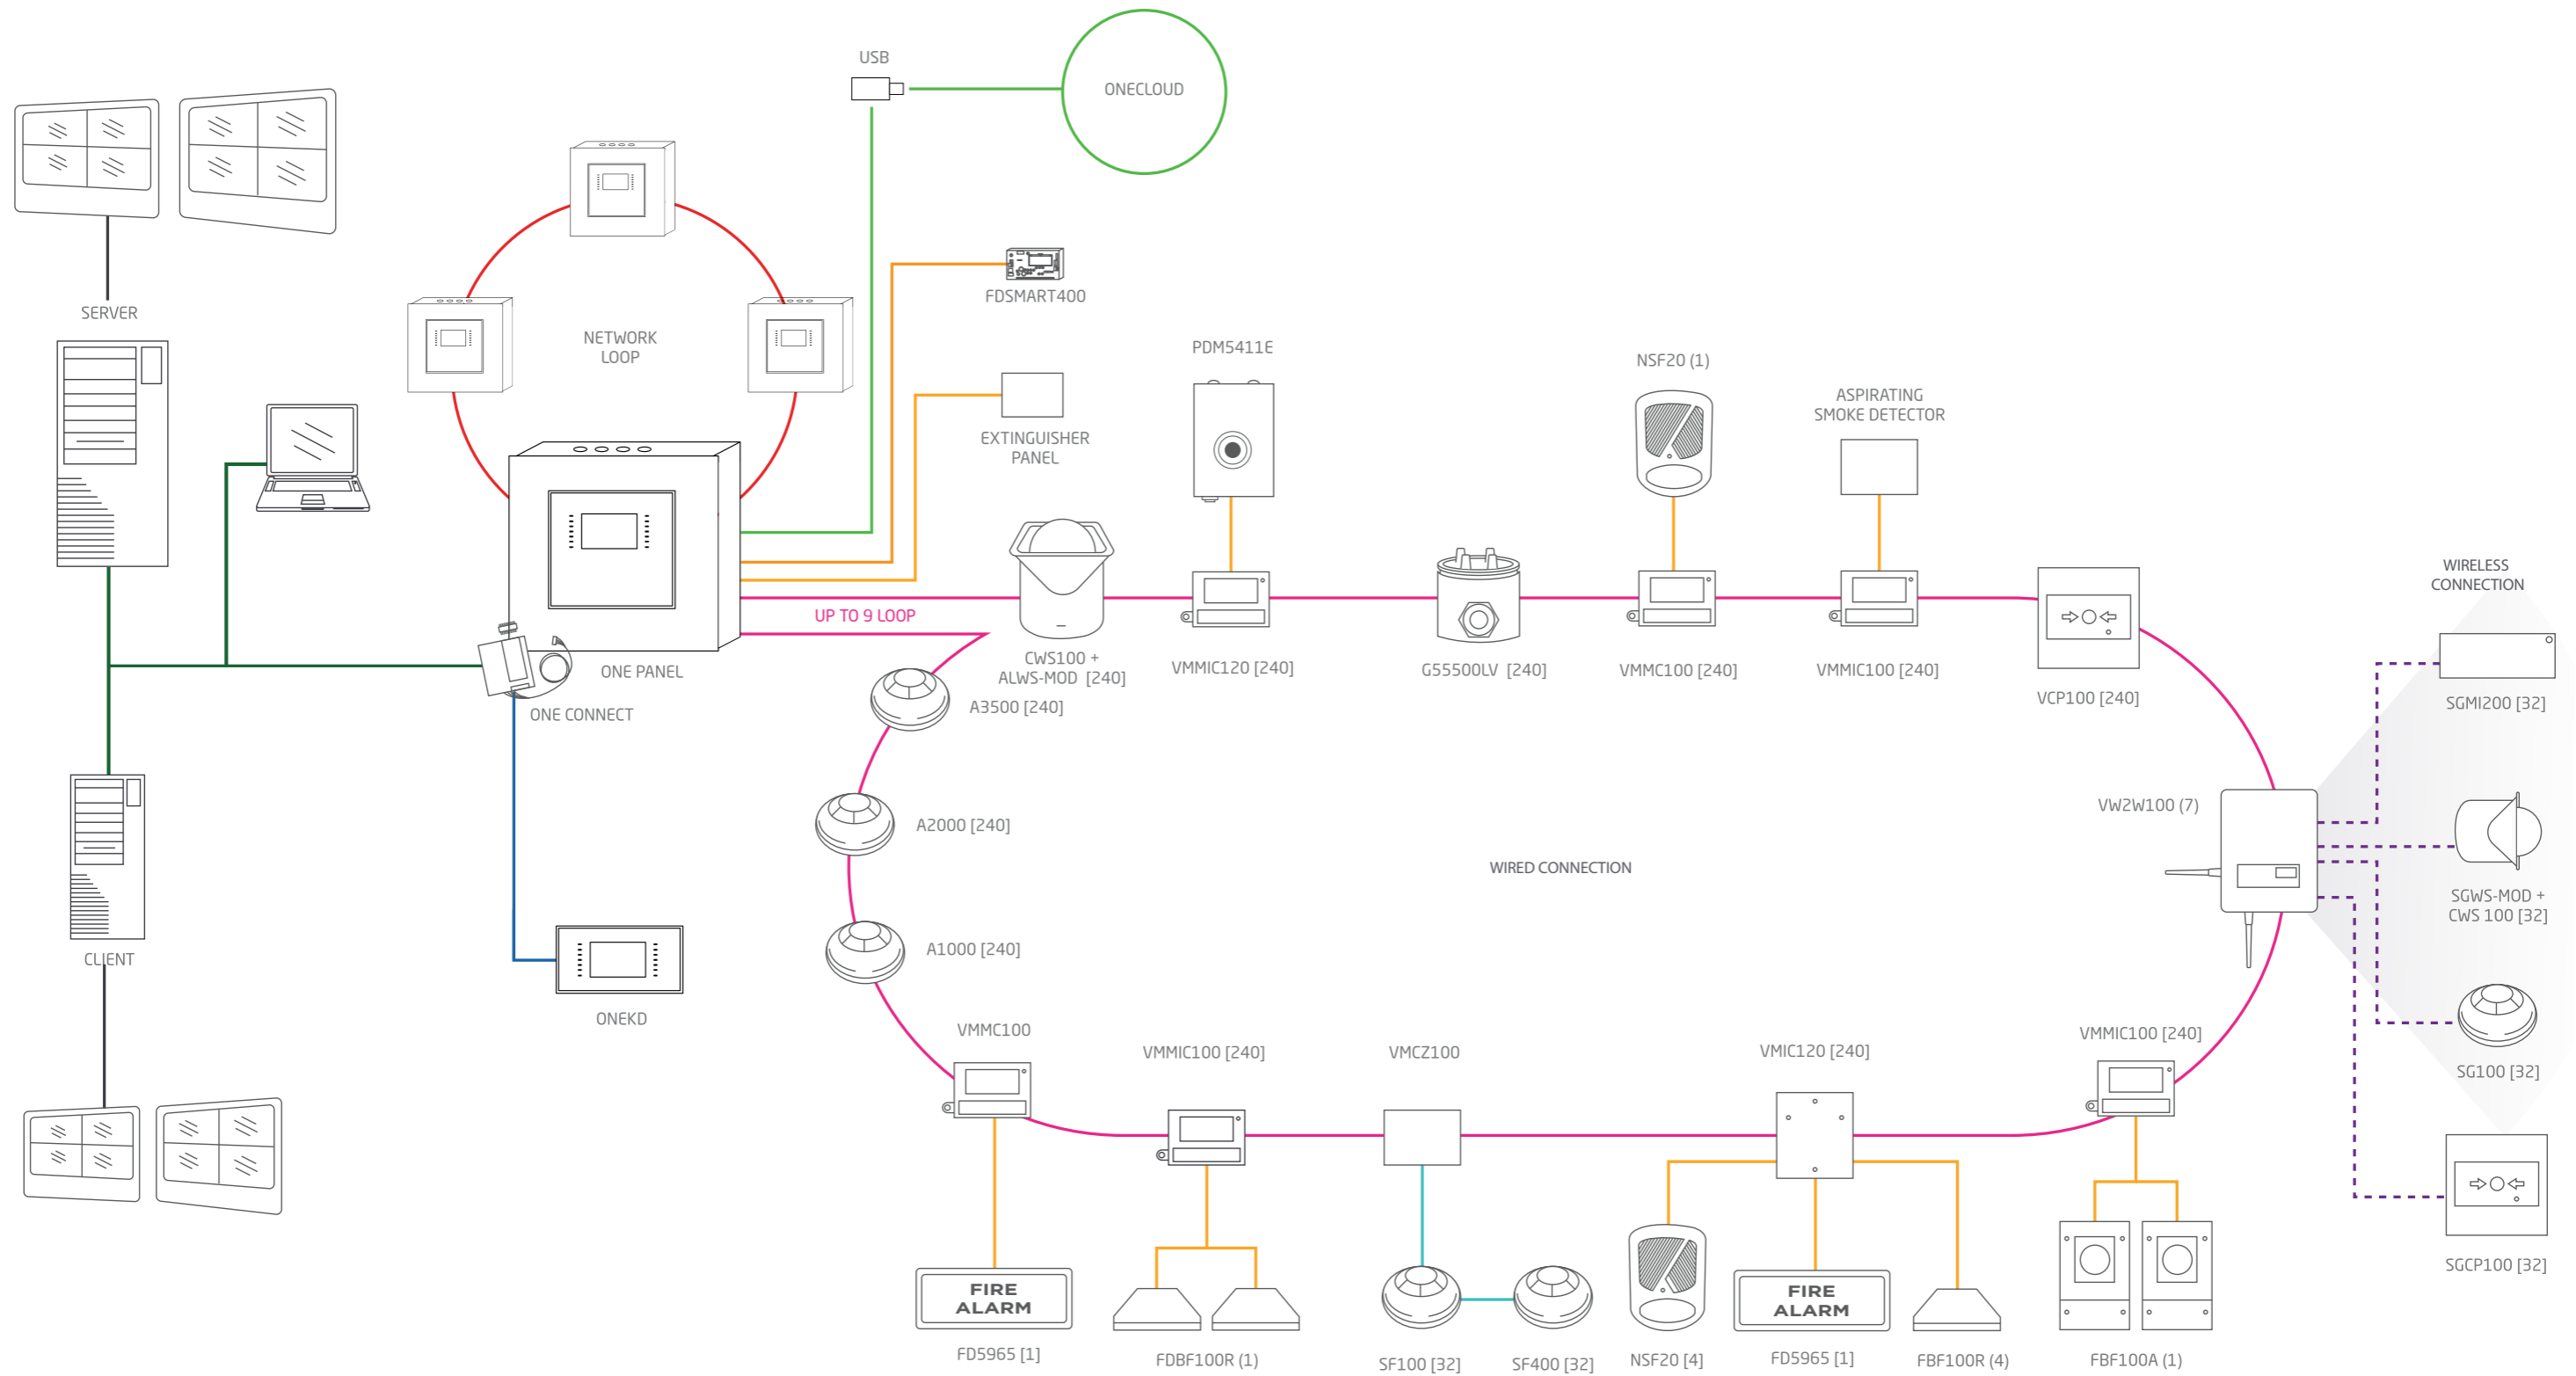 USB
ONECLOUD
SERVER
NETWORK
LOOP
FDSMART400
EXTINGUISHER
PANEL
PDM5411E
NSF20 (1)
ASPIRATING
SMOKE DETECTOR
WIRELESS
CONNECTION
UP TO 9 LOOP
ONE PANEL
ONE CONNECT
CWS100 +
ALWS-MOD [240]
VMMIC120 [240]
G55500LV [240]
VMMC100 [240]
VMMIC100 [240]
VCP100 [240]
SGMI200 [32]
A3500 [240]
A2000 [240]
A1000 [240]
WIRED CONNECTION
VW2W100 (7)
SGWS-MOD +
CWS 100 [32]
SG100 [32]
SGCP100 [32]
CLIENT
ONEKD
VMMC100
VMMIC100 [240]
VMCZ100
VMIC120 [240]
VMMIC100 [240]
FIRE
ALARM
FD5965 [1]
FDBF100R (1)
SF100 [32]
SF400 [32]
NSF20 [4]
FIRE
ALARM
FD5965 [1]
FBF100R (4)
FBF100A (1)